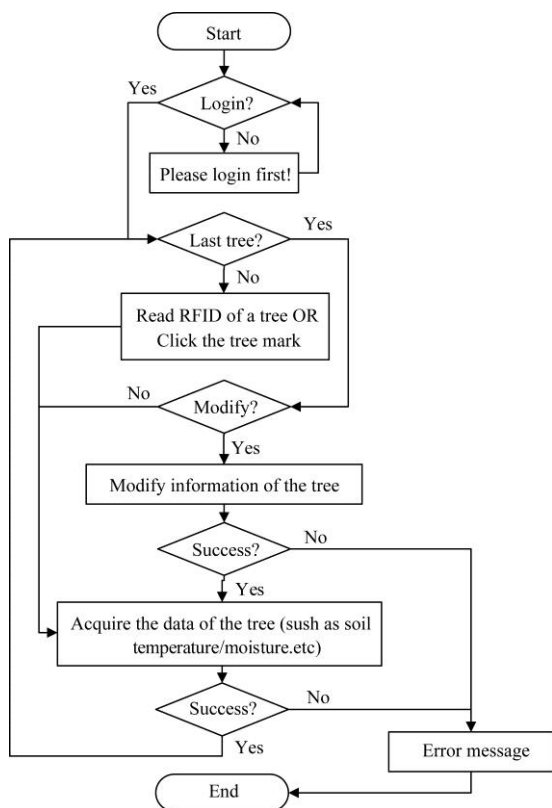 Start
Yes
Login?
No
Please login first!
Last tree?
Yes
No
Read RFID of a tree OR
Click the tree mark
No
Modify?
Yes
Modify information of the tree
Success?
No
Yes
Acquire the data of the tree (sush as soil
temperature/moisture.etc)
Success?
No
Yes
Error message
End